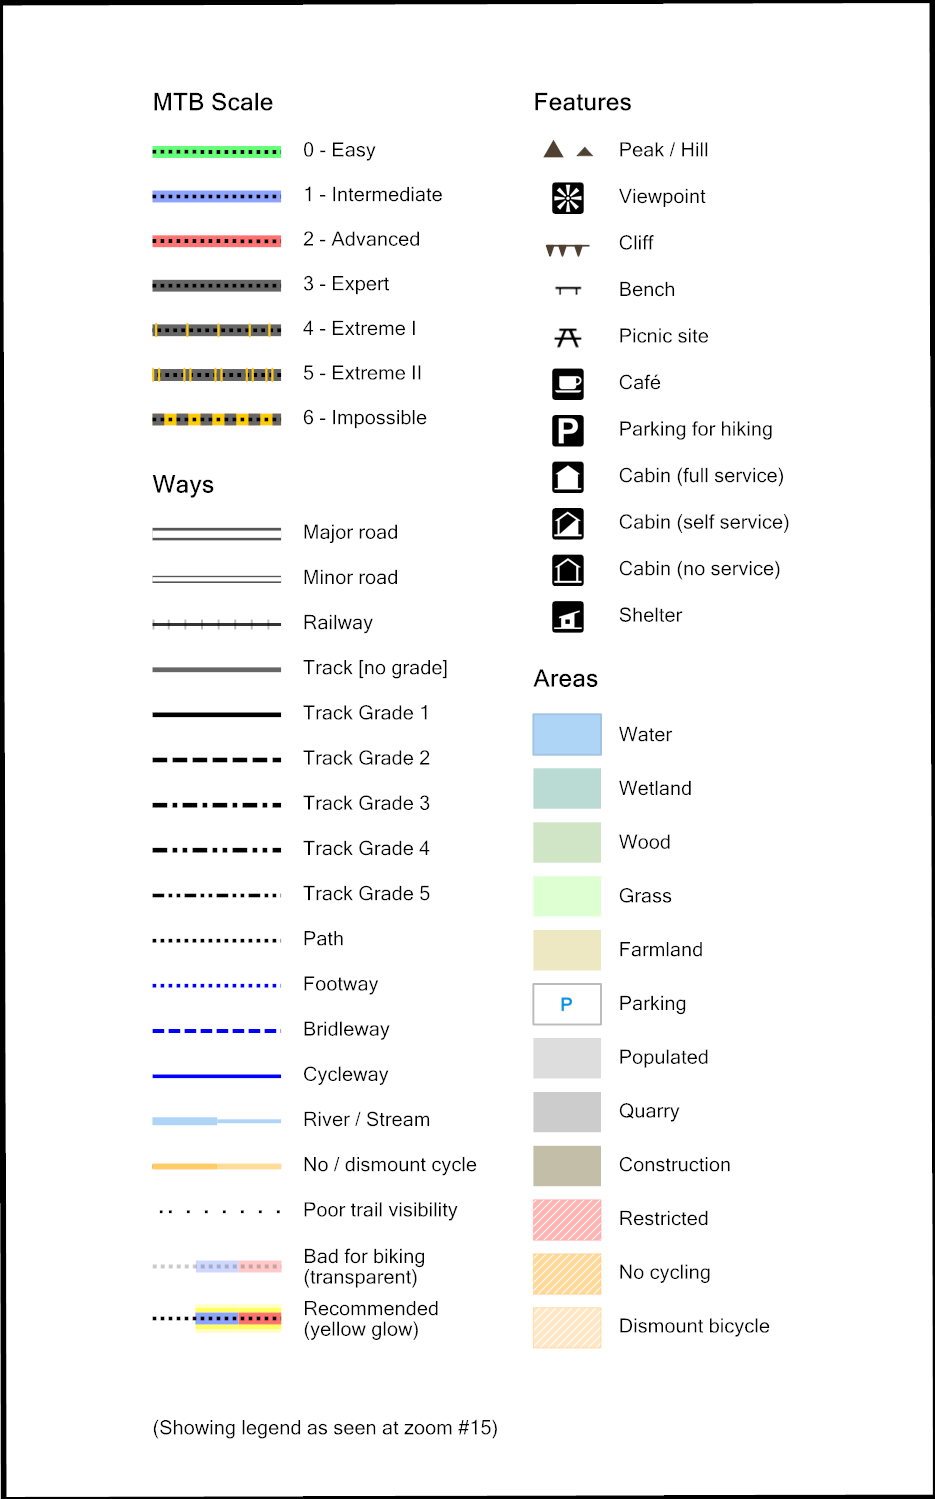 MTB Scale
0 - Easy
1 - Intermediate
2 - Advanced
3 - Expert
4 - Extreme I
5 - Extreme II
6 - Impossible
Ways
Major road
Minor road
Railway
Track [no grade]
Track Grade 1
Track Grade 2
Track Grade 3
Track Grade 4
Track Grade 5
Path
Footway
Bridleway
Cycleway
River / Stream
No / dismount cycle
Poor trail visibility
Bad for biking
(transparent)
Recommended
(yellow glow)
Features
Peak / Hill
Viewpoint
Cliff
Bench
Picnic site
Café
P Parking for hiking
Cabin (full service)
Cabin (self service)
Cabin (no service)
Shelter
Areas
Water
Wetland
Wood
Grass
Farmland
P Parking
Populated
Quarry
Construction
Restricted
No cycling
Dismount bicycle
(Showing legend as seen at zoom #15)